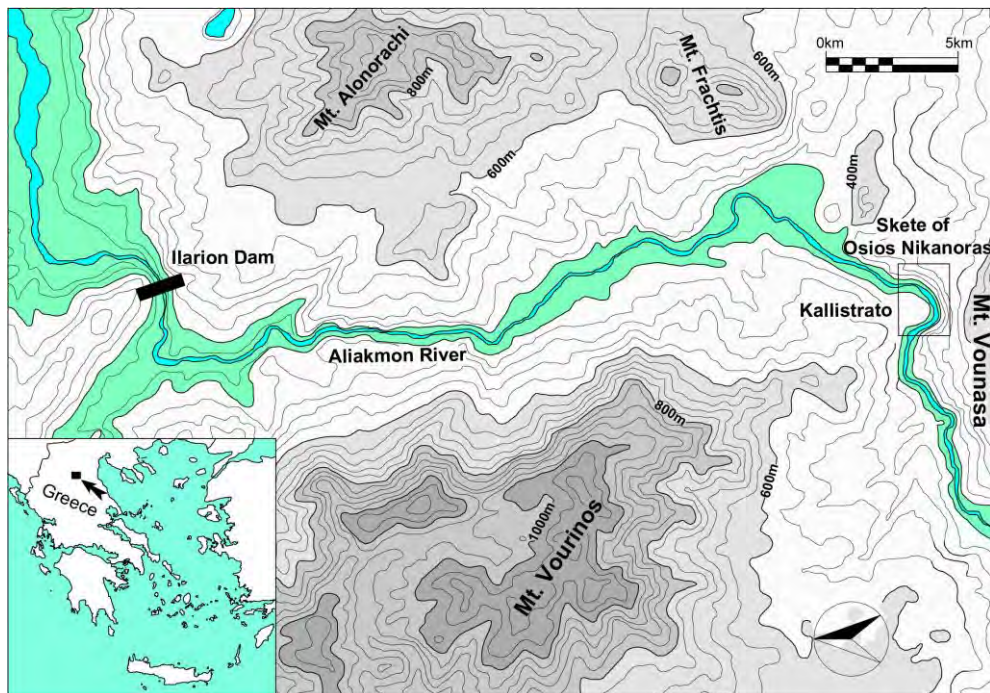 0km 5km
600m
Mt. Alonorachi
800m
Mt. Frachtis
600m
400m
Skete of
Osios Nikanoras
Ilarion Dam
Kallistrato
Mt. Vounasa
Aliakmon River
800m
600m
1000m
Mt. Vourinos
Greece